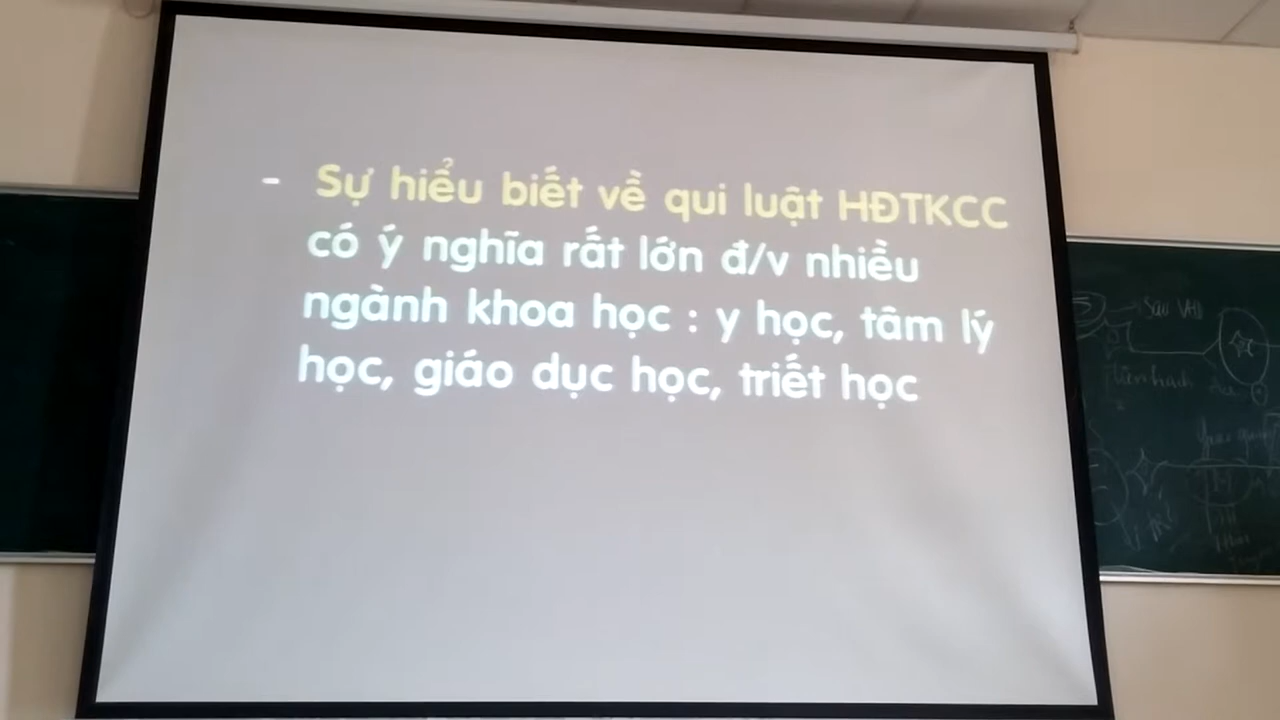 - Sự hiểu biết về qui luật HĐTKCC
có ý nghĩa rất lớn đ/v nhiều
ngành khoa học : y học, tâm lý
học, giáo dục học, triết học